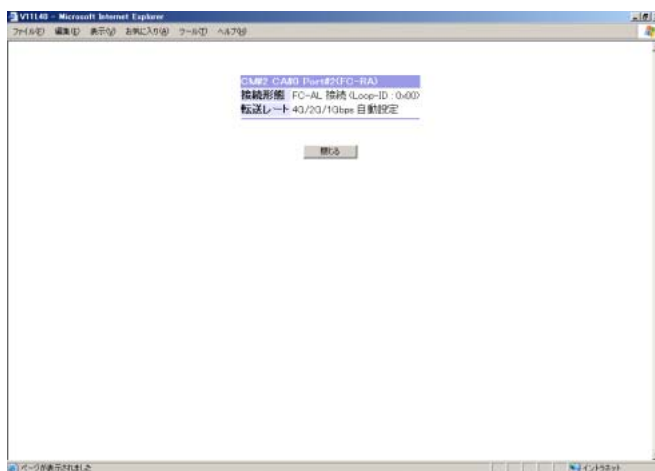 V11L40 - Microsoft Internet Explorer
ファイル(F) 編集(E) 表示(V) お気に入り(A) ツール(T) ヘルプ(H)
CM#2 CA#0 Port#2(FC-RA)
接続形態 FC-AL 接続 (Loop-ID : 0x00)
転送レート 4G/2G/1Gbps 自動設定
閉じる
ページが表示されました イントラネット